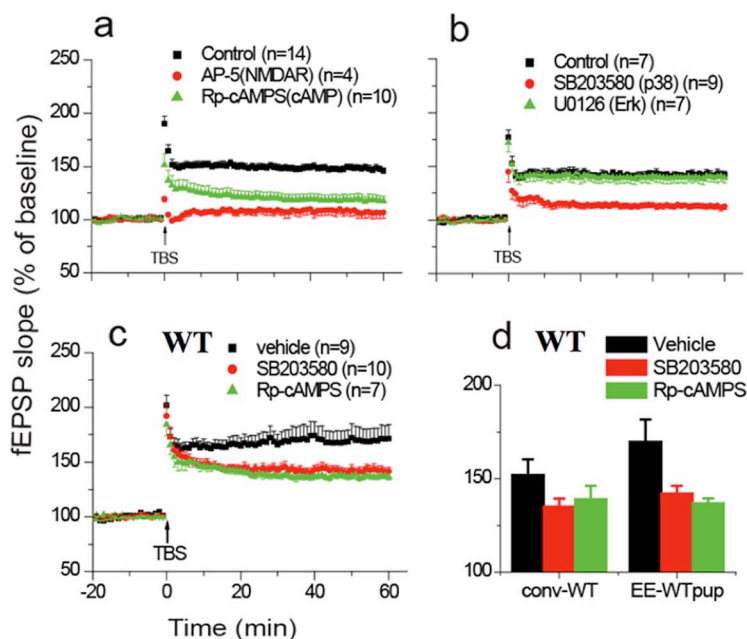 a
Control (n=14)
AP-5(NMDAR) (n=4)
Rp-cAMPS(cAMP) (n=10)
250
200
150
100
50
TBS
b
Control (n=7)
SB203580 (p38) (n=9)
U0126 (Erk) (n=7)
TBS
fEPSP slope (% of baseline)
c WT
vehicle (n=9)
SB203580 (n=10)
Rp-cAMPS (n=7)
250
200
150
100
50
TBS
-20 0 20 40 60
Time (min)
d WT
Vehicle
SB203580
Rp-cAMPS
200
150
100
conv-WT EE-WTpup